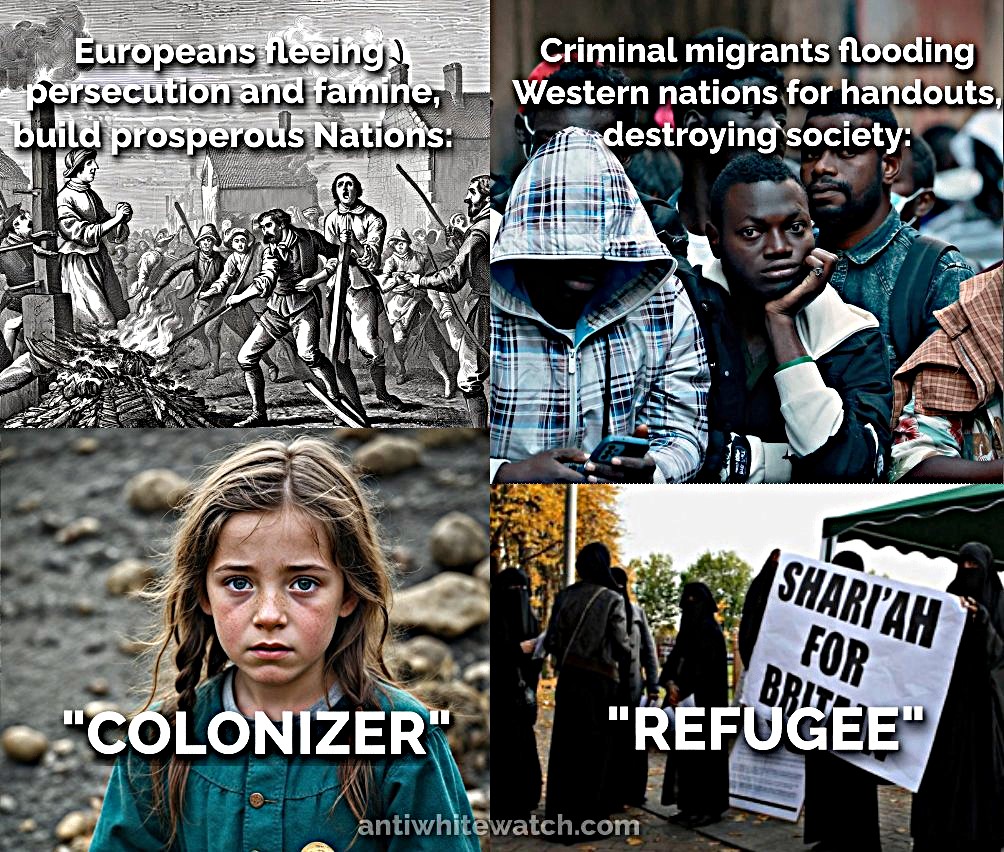 Europeans fleeing
persecution and famine,
build prosperous Nations:
Criminal migrants flooding
Western nations for handouts,
destroying society:
"COLONIZER"
SHARI'AH
FOR
"REFUGEE"
antiwhitewatch.com